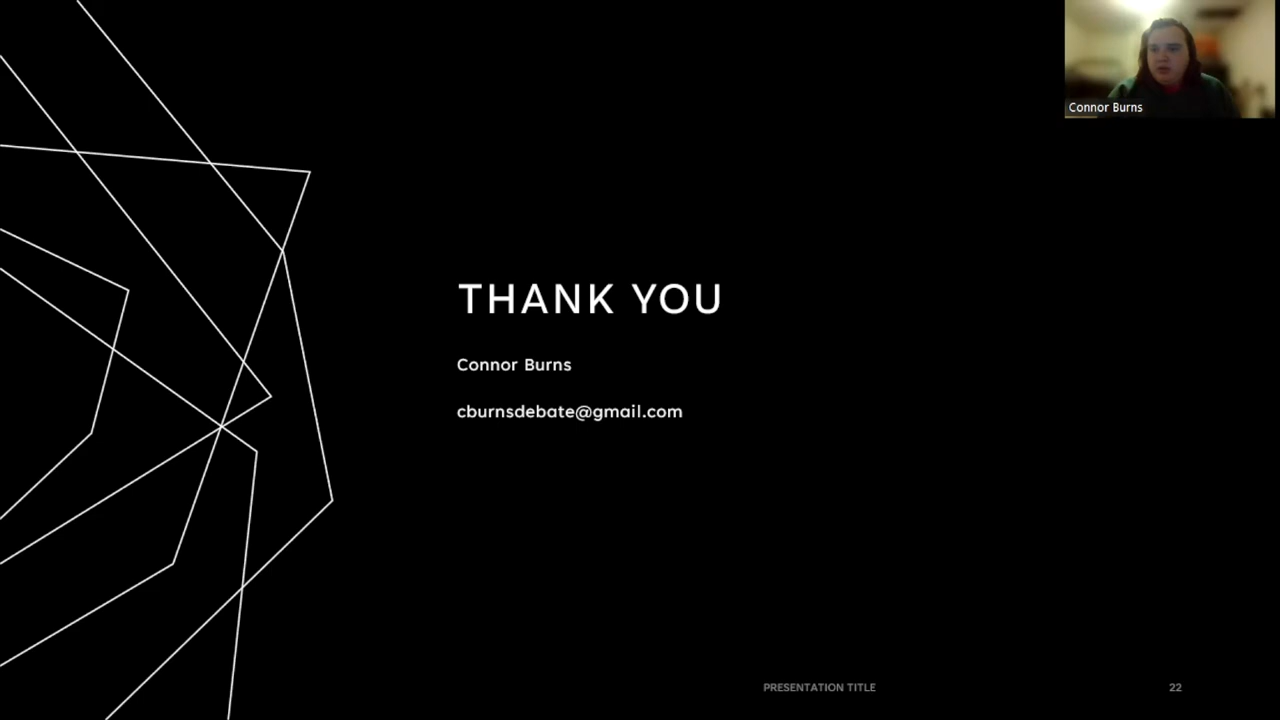 Connor Burns
THANK YOU
Connor Burns
cburnsdebate@gmail.com
PRESENTATION TITLE
22